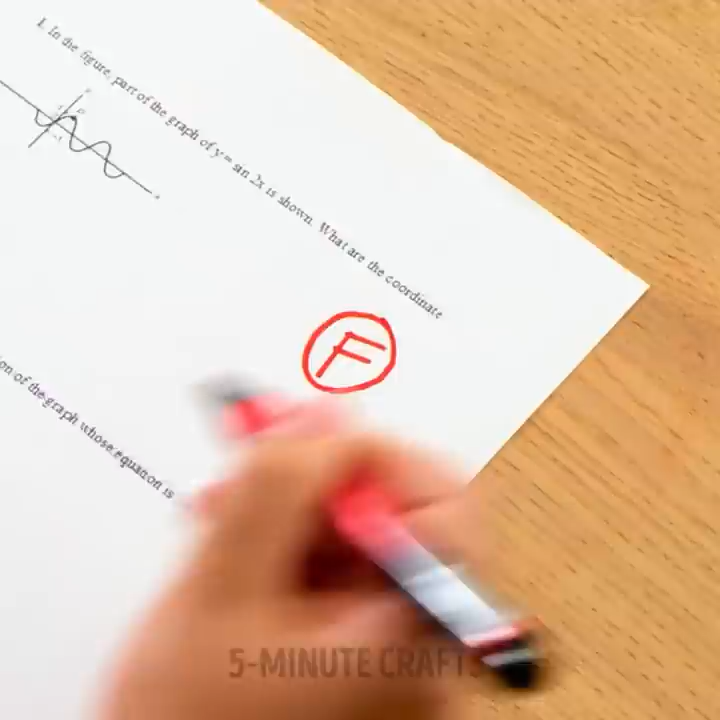 1. In the figure, part of the graph of y = sin 2x is shown. What are the coordinate
F
on of the graph whose equation is
5-MINUTE CRAFTS